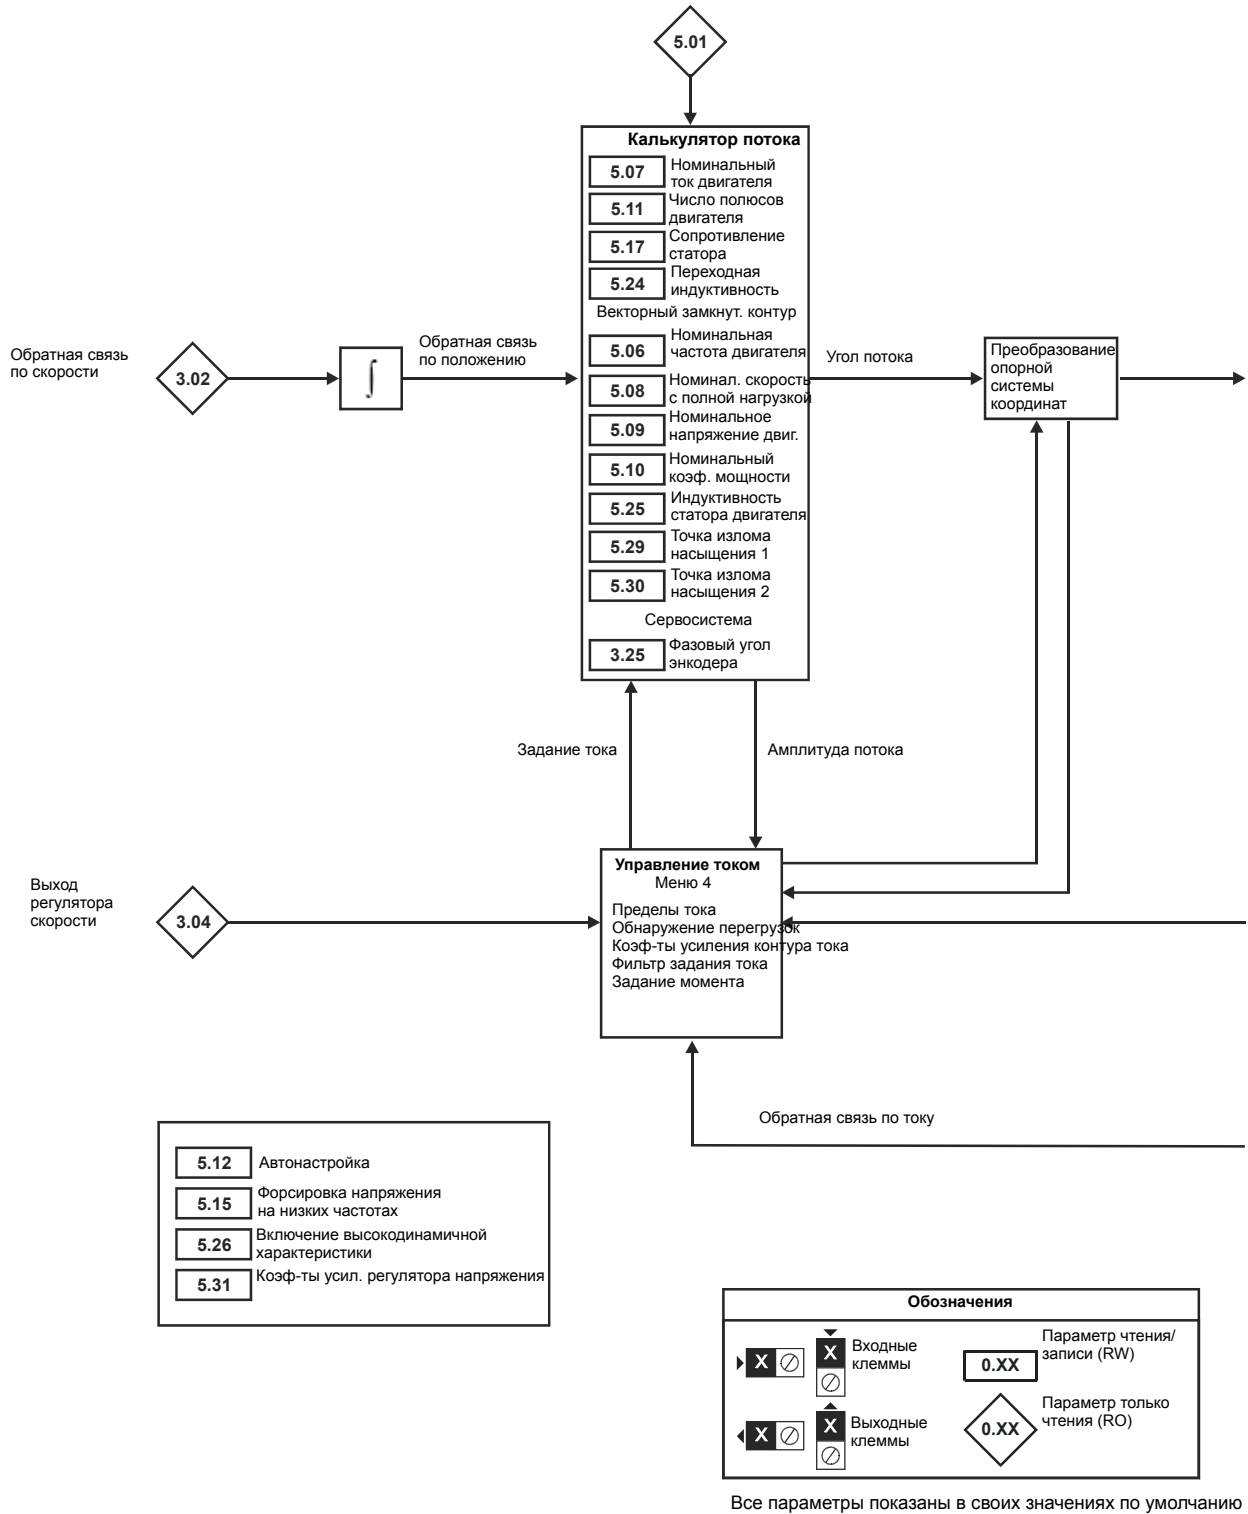 5.01
Калькулятор потока
5.07
Номинальный
ток двигателя
5.11
Число полюсов
двигателя
5.17
Сопротивление
статора
5.24
Переходная
индуктивность
Векторный замкнут. контур
5.06
Номинальная
частота двигателя
5.08
Номинал. скорость
с полной нагрузкой
5.09
Номинальное
напряжение двиг.
5.10
Номинальный
коэф. мощности
5.25
Индуктивность
статора двигателя
5.29
Точка излома
насыщения 1
5.30
Точка излома
насыщения 2
Сервосистема
3.25
Фазовый угол
энкодера
Обратная связь
по скорости
3.02
∫
Обратная связь
по положению
Угол потока
Преобразование
опорной
системы
координат
Задание тока
Амплитуда потока
Выход
регулятора
скорости
3.04
Управление током
Меню 4
Пределы тока
Обнаружение перегрузок
Коэф-ты усиления контура тока
Фильтр задания тока
Задание момента
Обратная связь по току
5.12
Автонастройка
5.15
Форсировка напряжения
на низких частотах
5.26
Включение высокодинамичной
характеристики
5.31
Коэф-ты усил. регулятора напряжения
Обозначения
X
X
Входные
клеммы
0.XX
Параметр чтения/
записи (RW)
X
X
Выходные
клеммы
0.XX
Параметр только
чтения (RO)
Все параметры показаны в своих значениях по умолчанию